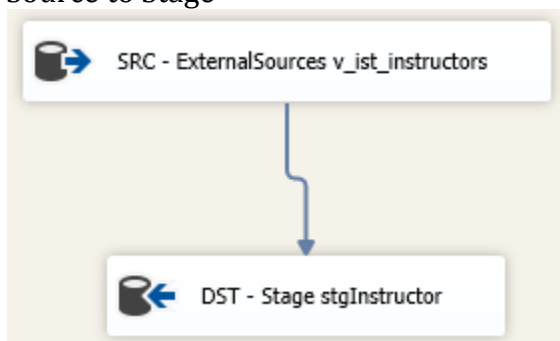 Source to Stage
SRC - ExternalSources v_ist_instructors
DST - Stage stgInstructor